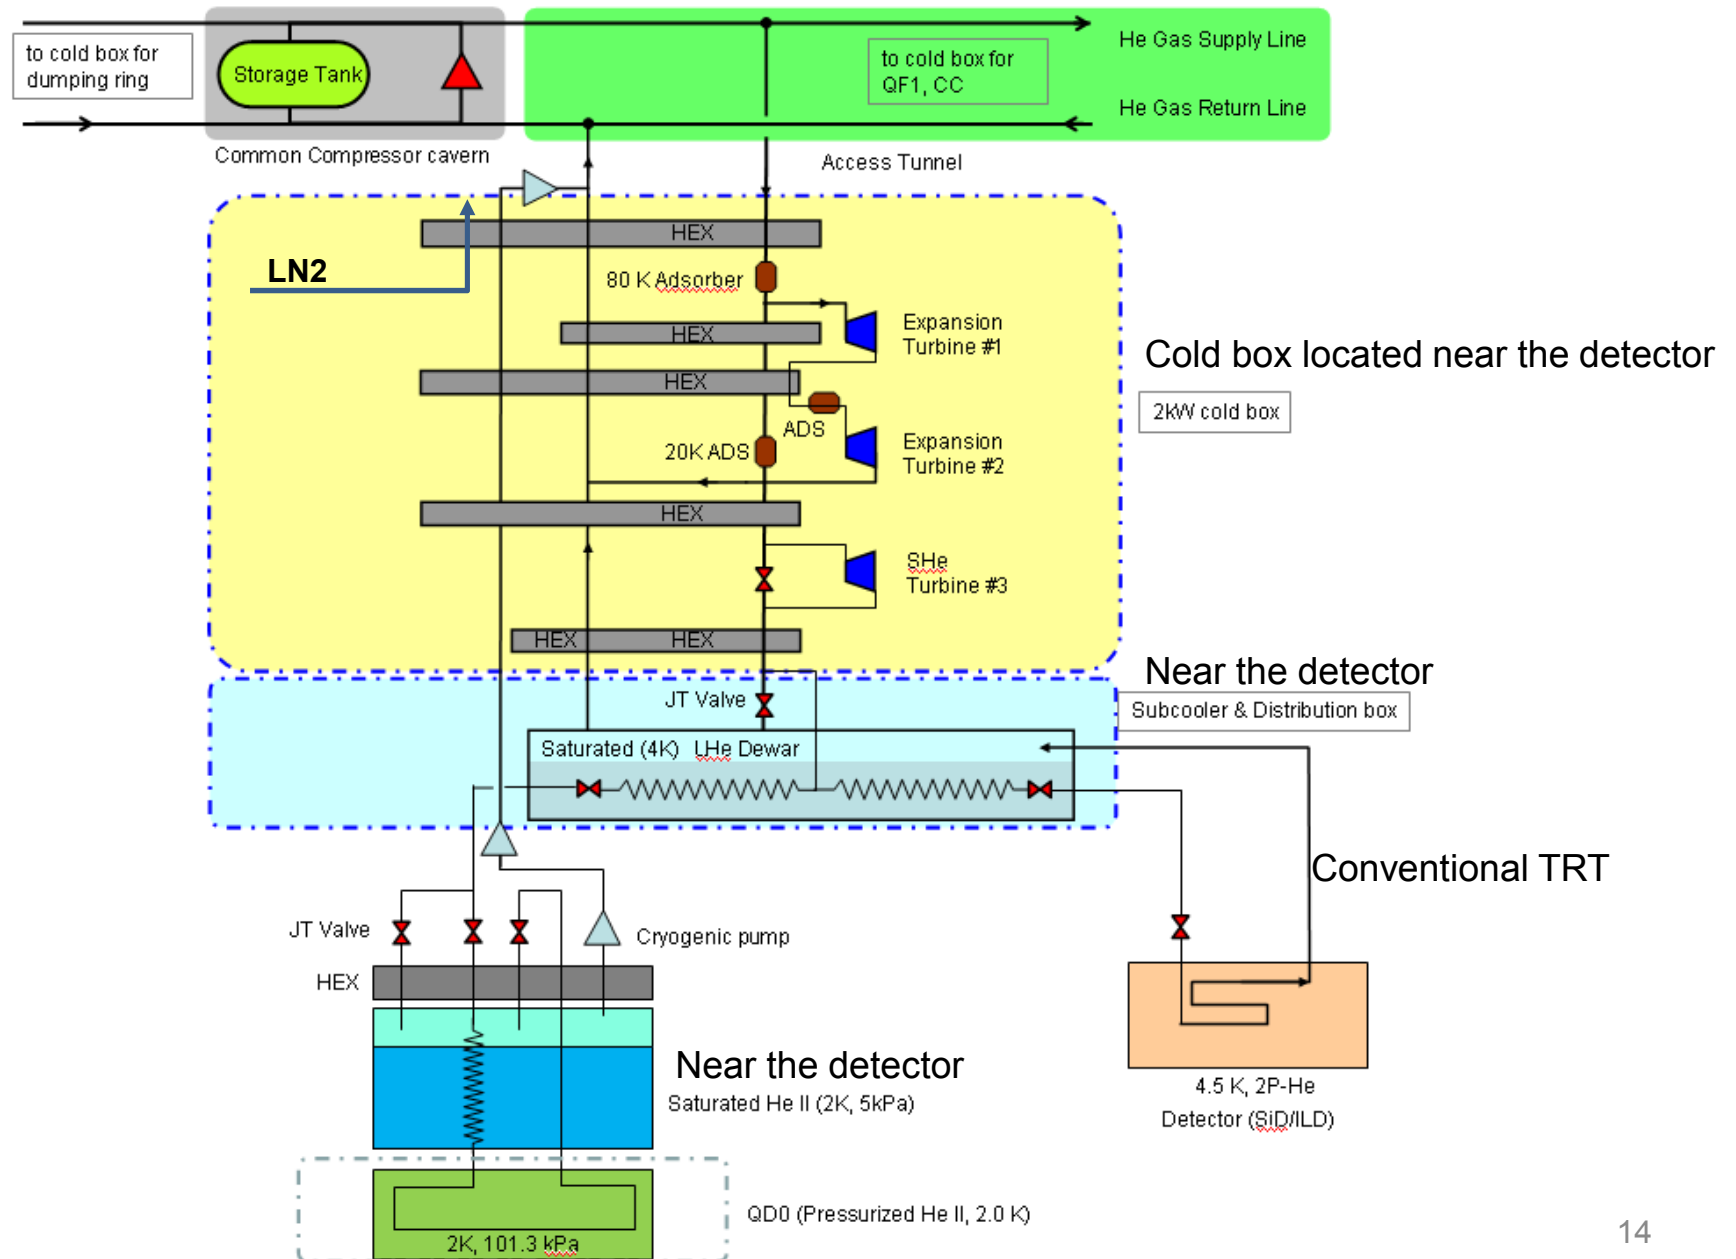 to cold box for
dumping ring
Storage Tank
to cold box for
QF1, CC
He Gas Supply Line
He Gas Return Line
Common Compressor cavern
Access Tunnel
HEX
LN2
80 K Adsorber
Expansion
Turbine #1
HEX
HEX
Cold box located near the detector
2kW cold box
ADS
20K ADS
Expansion
Turbine #2
HEX
SHe
Turbine #3
HEX
HEX
Near the detector
JT Valve
Subcooler & Distribution box
Saturated (4K) LHe Dewar
Conventional TRT
JT Valve
Cryogenic pump
HEX
Near the detector
Saturated He II (2K, 5kPa)
4.5 K, 2P-He
Detector (SiD/ILD)
QD0 (Pressurized He II, 2.0 K)
2K, 101.3 kPa
14